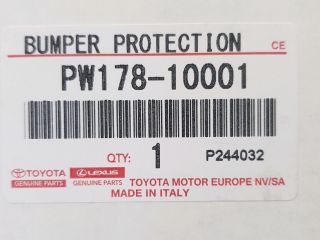 BUMPER PROTECTION CE
PW178-10001
QTY: 1 P244032
TOYOTA LEXUS
GENUINE PARTS GENUINE PARTS TOYOTA MOTOR EUROPE NV/SA
MADE IN ITALY